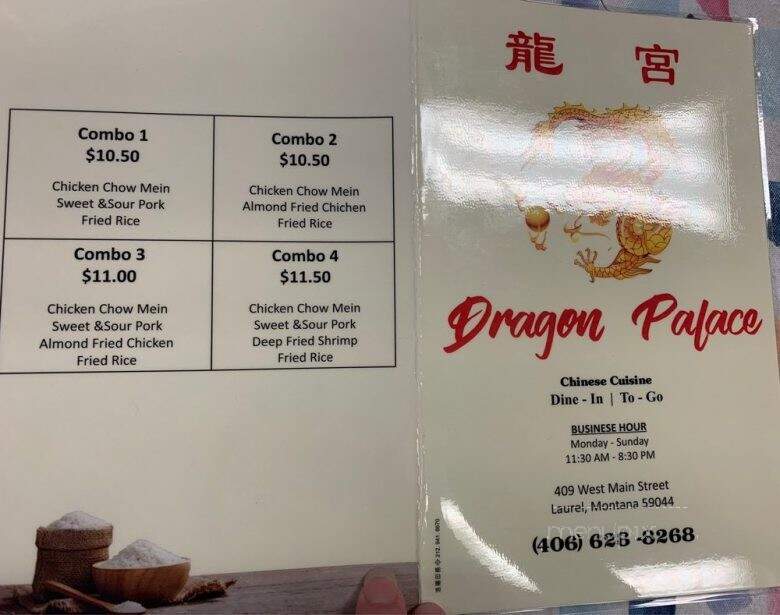 Combo 1
$10.50
Chicken Chow Mein
Sweet &Sour Pork
Fried Rice
Combo 2
$10.50
Chicken Chow Mein
Almond Fried Chichen
Fried Rice
Combo 3
$11.00
Chicken Chow Mein
Sweet &Sour Pork
Almond Fried Chicken
Fried Rice
Combo 4
$11.50
Chicken Chow Mein
Sweet &Sour Pork
Deep Fried Shrimp
Fried Rice
龍 宮
Dragon Palace
Chinese Cuisine
Dine - In | To - Go
BUSINESE HOUR
Monday - Sunday
11:30 AM - 8:30 PM
409 West Main Street
Laurel, Montana 59044
(406) 628 -8268